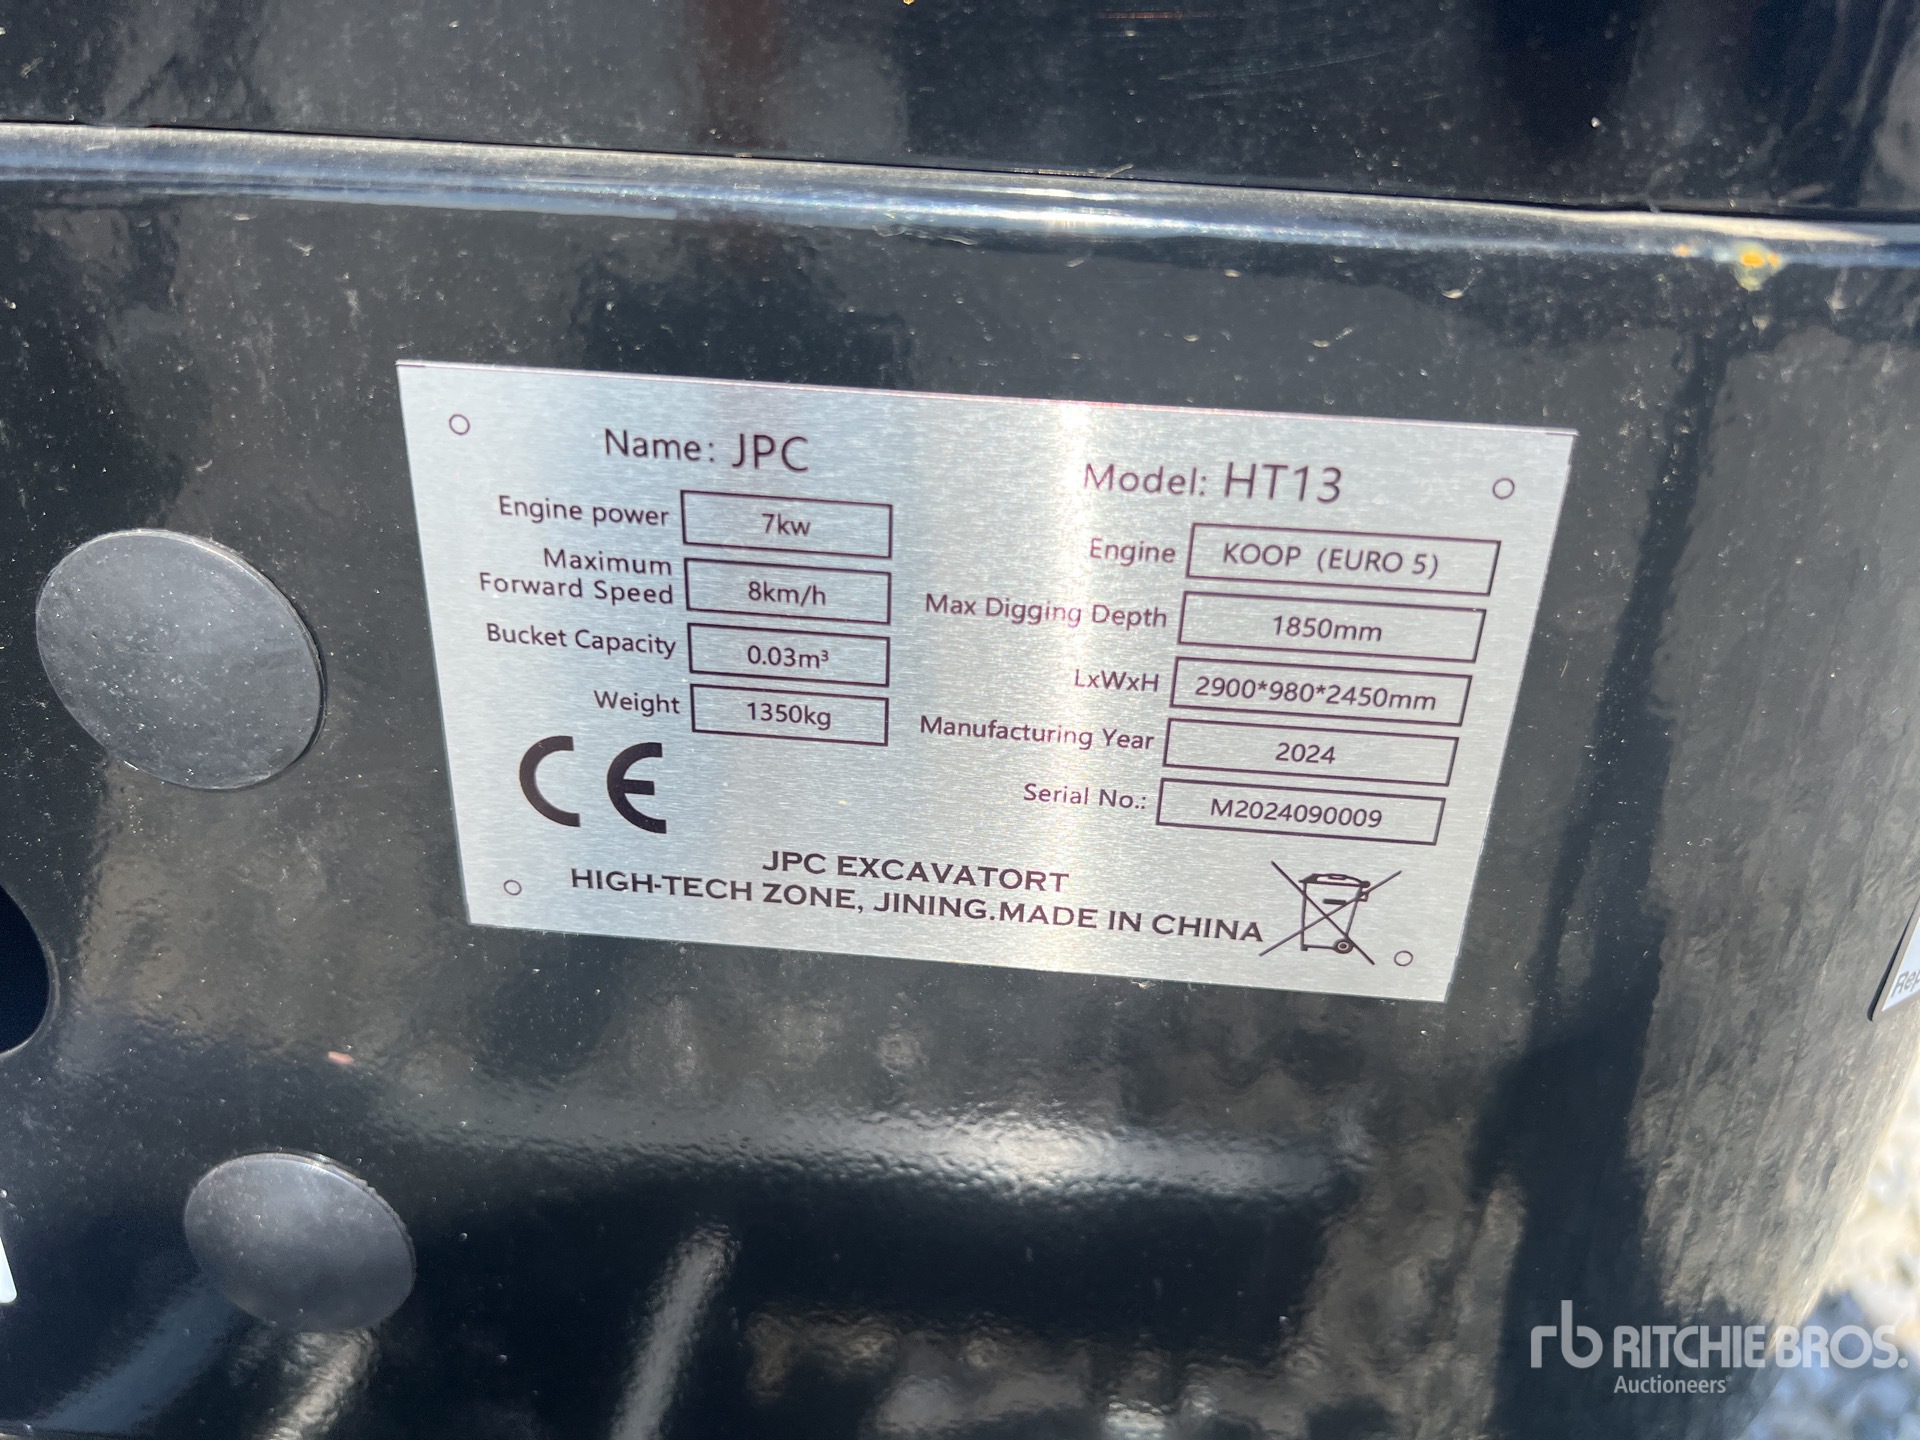 Name: JPC
Model: HT13
Engine power 7kw
Engine KOOP (EURO 5)
Maximum
Forward Speed 8km/h
Max Digging Depth 1850mm
Bucket Capacity 0.03m³
LxWxH 2900*980*2450mm
Weight 1350kg
Manufacturing Year 2024
Serial No.: M2024090009
CE
JPC EXCAVATORT
HIGH-TECH ZONE, JINING.MADE IN CHINA
rb RITCHIE BROS.
Auctioneers